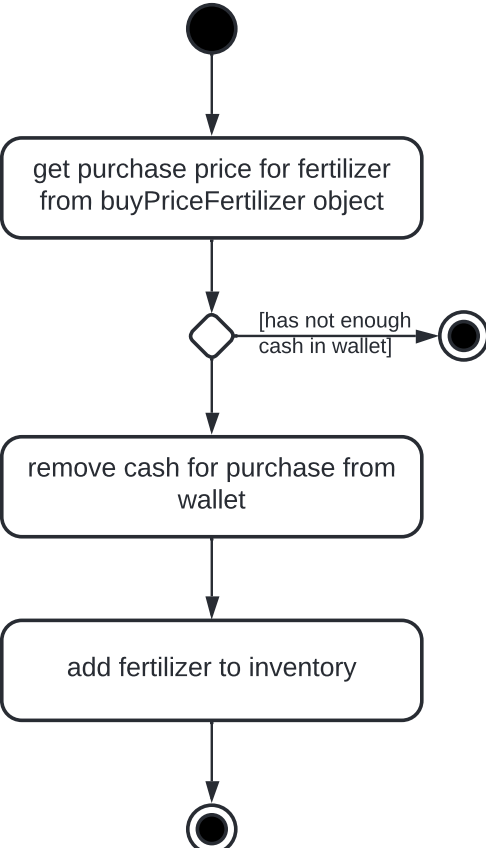 get purchase price for fertilizer
from buyPriceFertilizer object
[has not enough
cash in wallet]
remove cash for purchase from
wallet
add fertilizer to inventory